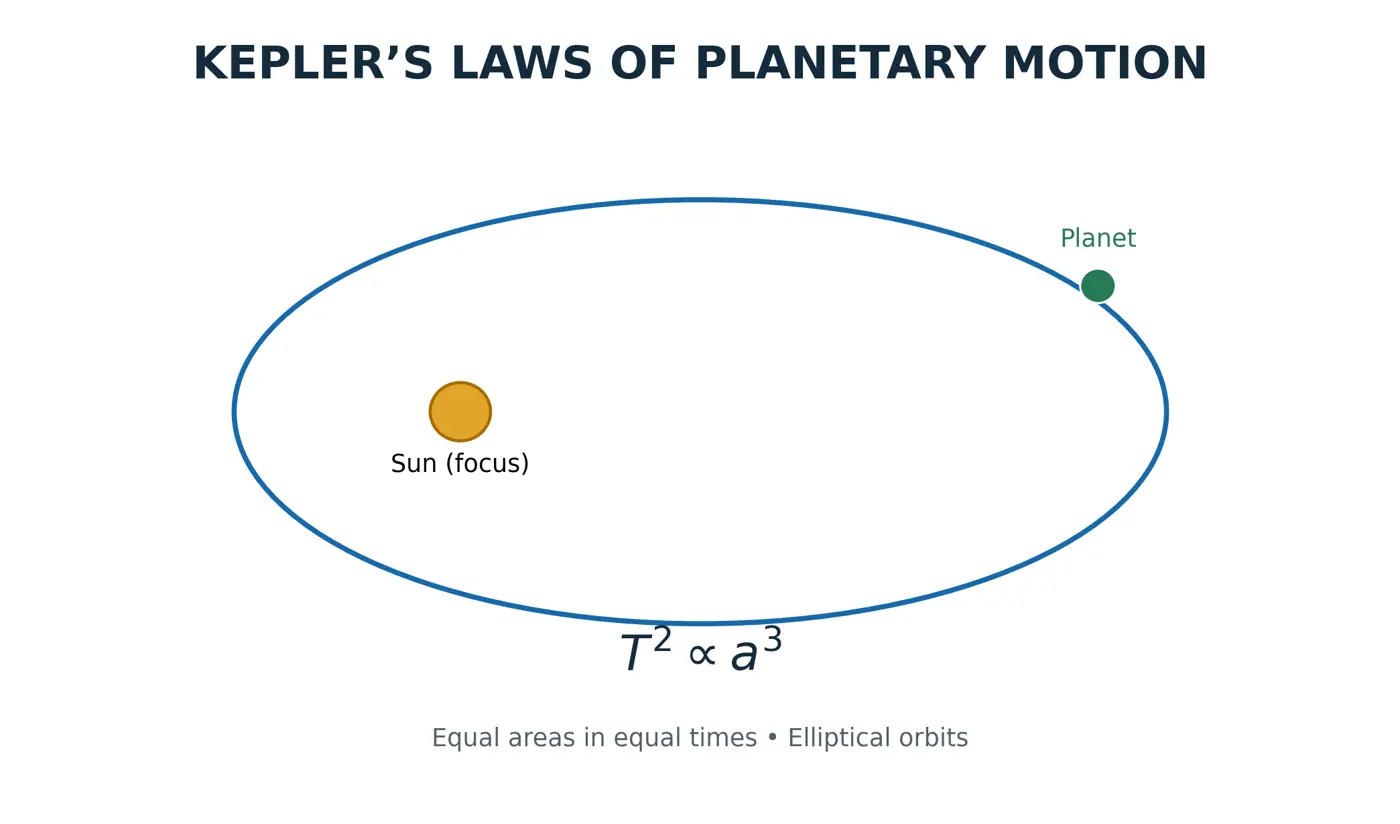 KEPLER’S LAWS OF PLANETARY MOTION
Planet
Sun (focus)
T² ∝ a³
Equal areas in equal times • Elliptical orbits